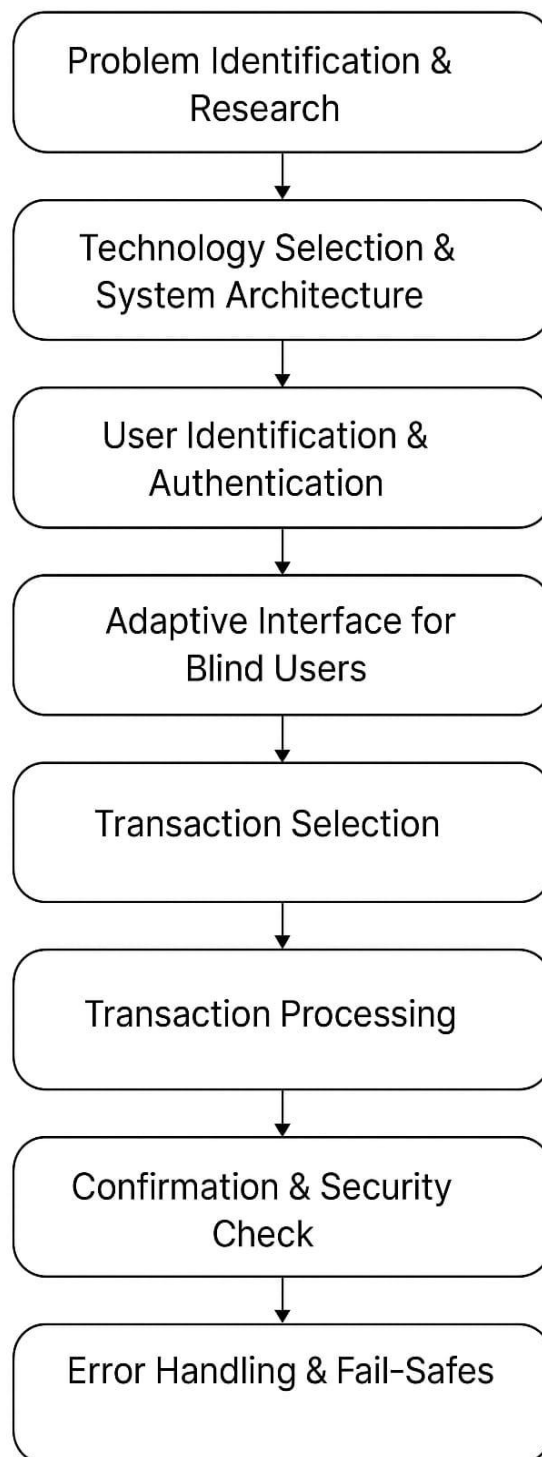 Problem Identification &
Research
Technology Selection &
System Architecture
User Identification &
Authentication
Adaptive Interface for
Blind Users
Transaction Selection
Transaction Processing
Confirmation & Security
Check
Error Handling & Fail-Safes